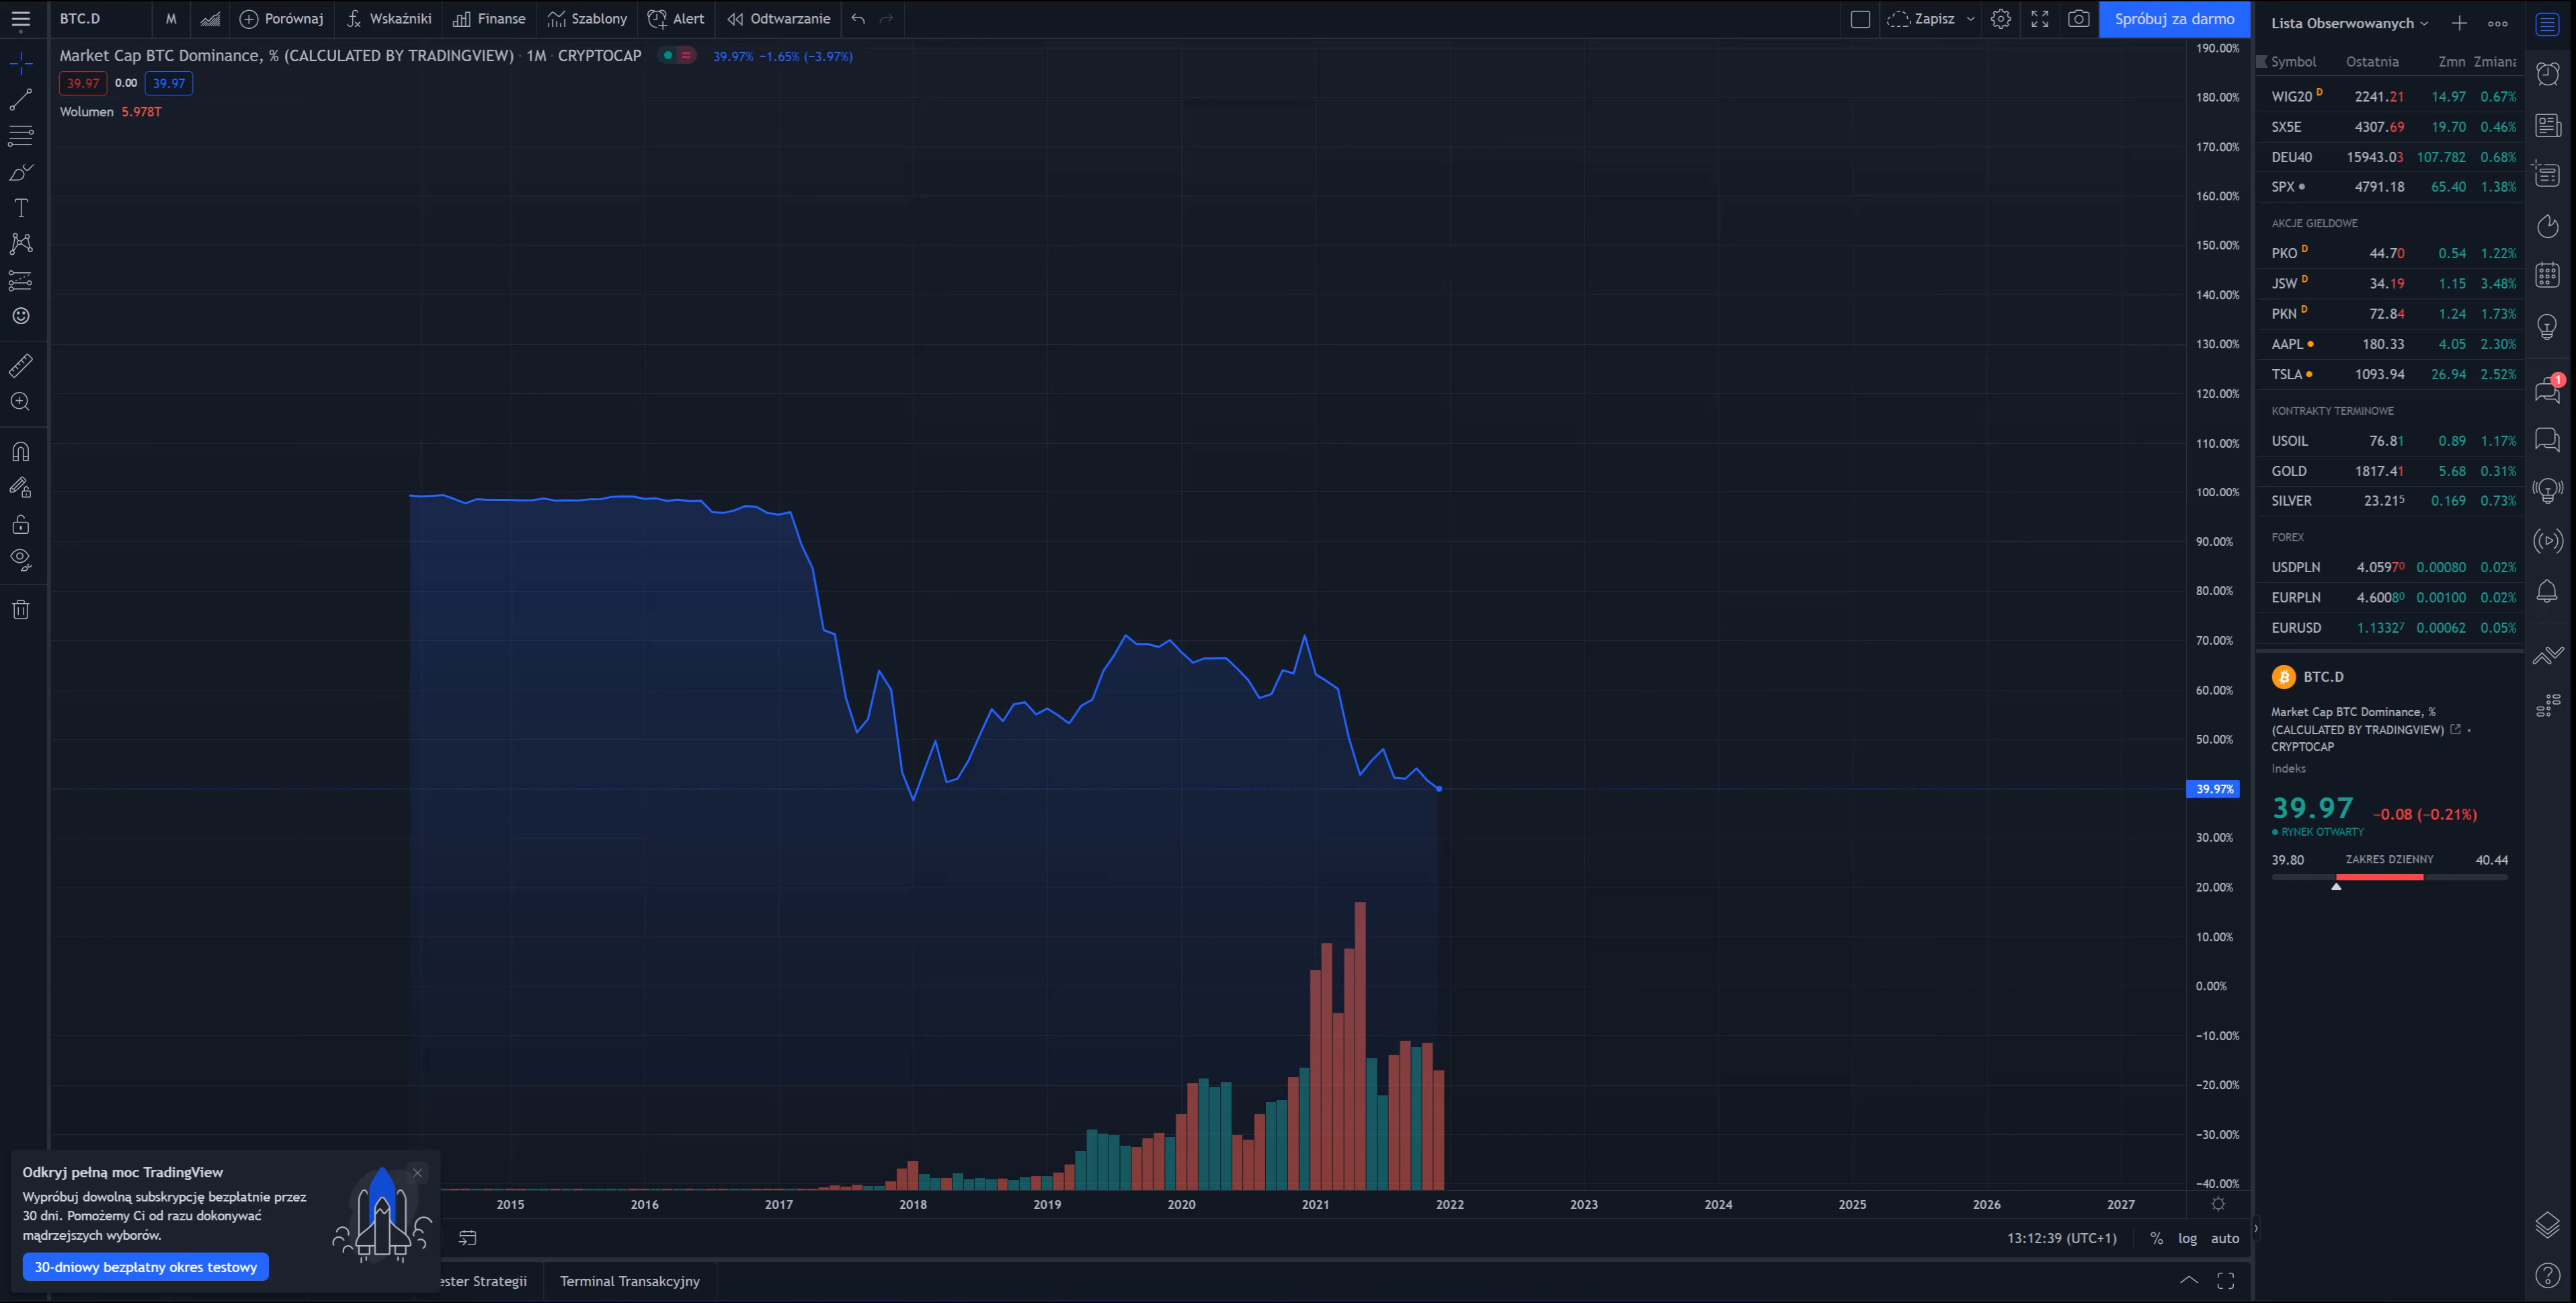 BTC.D
M
Porównaj
Wskaźniki
Finanse
Szablony
Alert
Odtwarzanie
Zapisz
Spróbuj za darmo
Market Cap BTC Dominance, % (CALCULATED BY TRADINGVIEW) · 1M · CRYPTOCAP
39.97% −1.65% (−3.97%)
39.97 0.00 39.97
Wolumen 5.978T
190.00%
180.00%
170.00%
160.00%
150.00%
140.00%
130.00%
120.00%
110.00%
100.00%
90.00%
80.00%
70.00%
60.00%
50.00%
39.97%
30.00%
20.00%
10.00%
0.00%
−10.00%
−20.00%
−30.00%
−40.00%
2015 2016 2017 2018 2019 2020 2021 2022 2023 2024 2025 2026 2027
13:12:39 (UTC+1) % log auto
Odkryj pełną moc TradingView
Wypróbuj dowolną subskrypcję bezpłatnie przez
30 dni. Pomożemy Ci od razu dokonywać
mądrzejszych wyborów.
30-dniowy bezpłatny okres testowy
ester Strategii
Terminal Transakcyjny
Lista Obserwowanych
Symbol Ostatnia Zmn Zmiana
WIG20 D 2241.21 14.97 0.67%
SX5E 4307.69 19.70 0.46%
DEU40 15943.03 107.782 0.68%
SPX 4791.18 65.40 1.38%
AKCJE GIEŁDOWE
PKO D 44.70 0.54 1.22%
JSW D 34.19 1.15 3.48%
PKN D 72.84 1.24 1.73%
AAPL 180.33 4.05 2.30%
TSLA 1093.94 26.94 2.52%
KONTRAKTY TERMINOWE
USOIL 76.81 0.89 1.17%
GOLD 1817.41 5.68 0.31%
SILVER 23.215 0.169 0.73%
FOREX
USDPLN 4.05970 0.00080 0.02%
EURPLN 4.60080 0.00100 0.02%
EURUSD 1.13327 0.00062 0.05%
BTC.D
Market Cap BTC Dominance, %
(CALCULATED BY TRADINGVIEW) •
CRYPTOCAP
Indeks
39.97 −0.08 (−0.21%)
RYNEK OTWARTY
39.80 ZAKRES DZIENNY 40.44
1